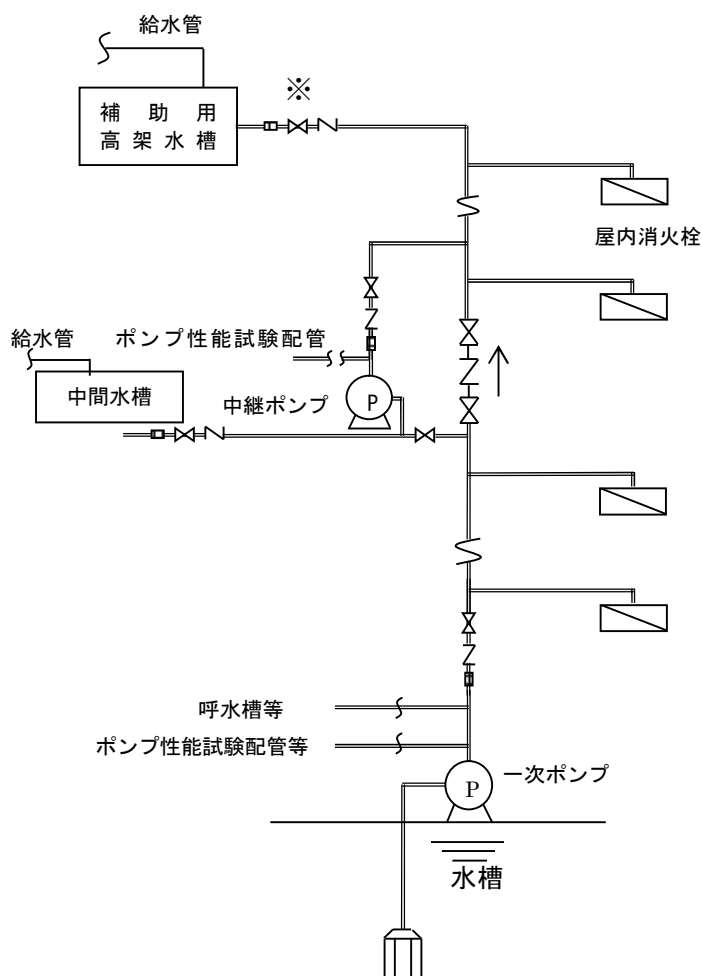 給水管
※
補助用
高架水槽
屋内消火栓
給水管
ポンプ性能試験配管
中間水槽
中継ポンプ
P
呼水槽等
ポンプ性能試験配管等
一次ポンプ
P
水槽